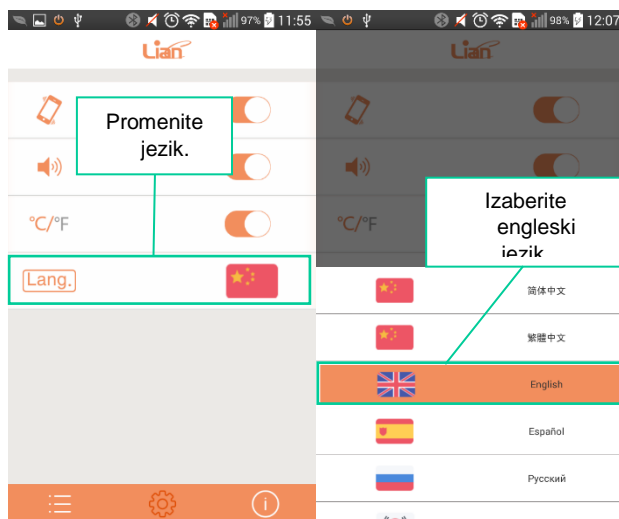 97% 11:55
Lian
Promenite
jezik.
°C/°F
Lang.
98% 12:07
Lian
°C/°F
Izaberite
engleski
jezik
简体中文
繁體中文
English
Español
Русский